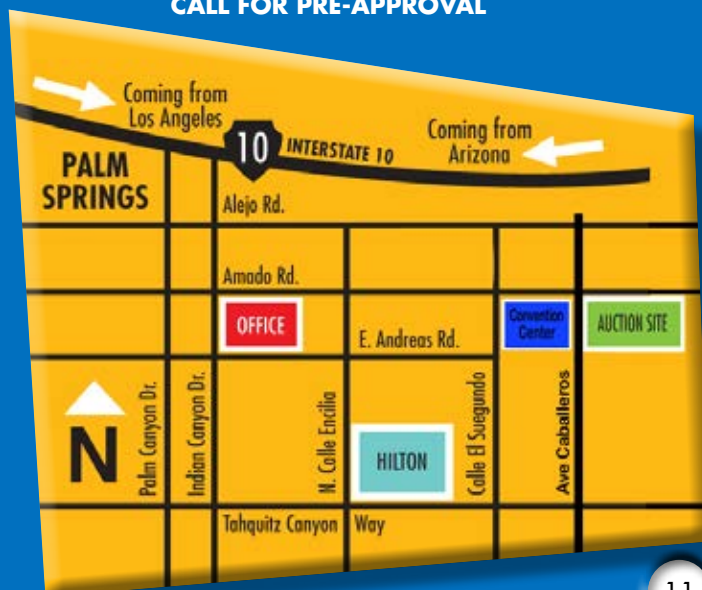 CALL FOR PRE-APPROVAL
Coming from
Los Angeles
10
INTERSTATE 10
Coming from
Arizona
PALM
SPRINGS
Alejo Rd.
Amado Rd.
OFFICE
E. Andreas Rd.
Convention
Center
AUCTION SITE
N
Palm Canyon Dr.
Indian Canyon Dr.
N. Calle Encilia
HILTON
Calle El Suegundo
Ave Caballeros
Tahquitz Canyon Way
11